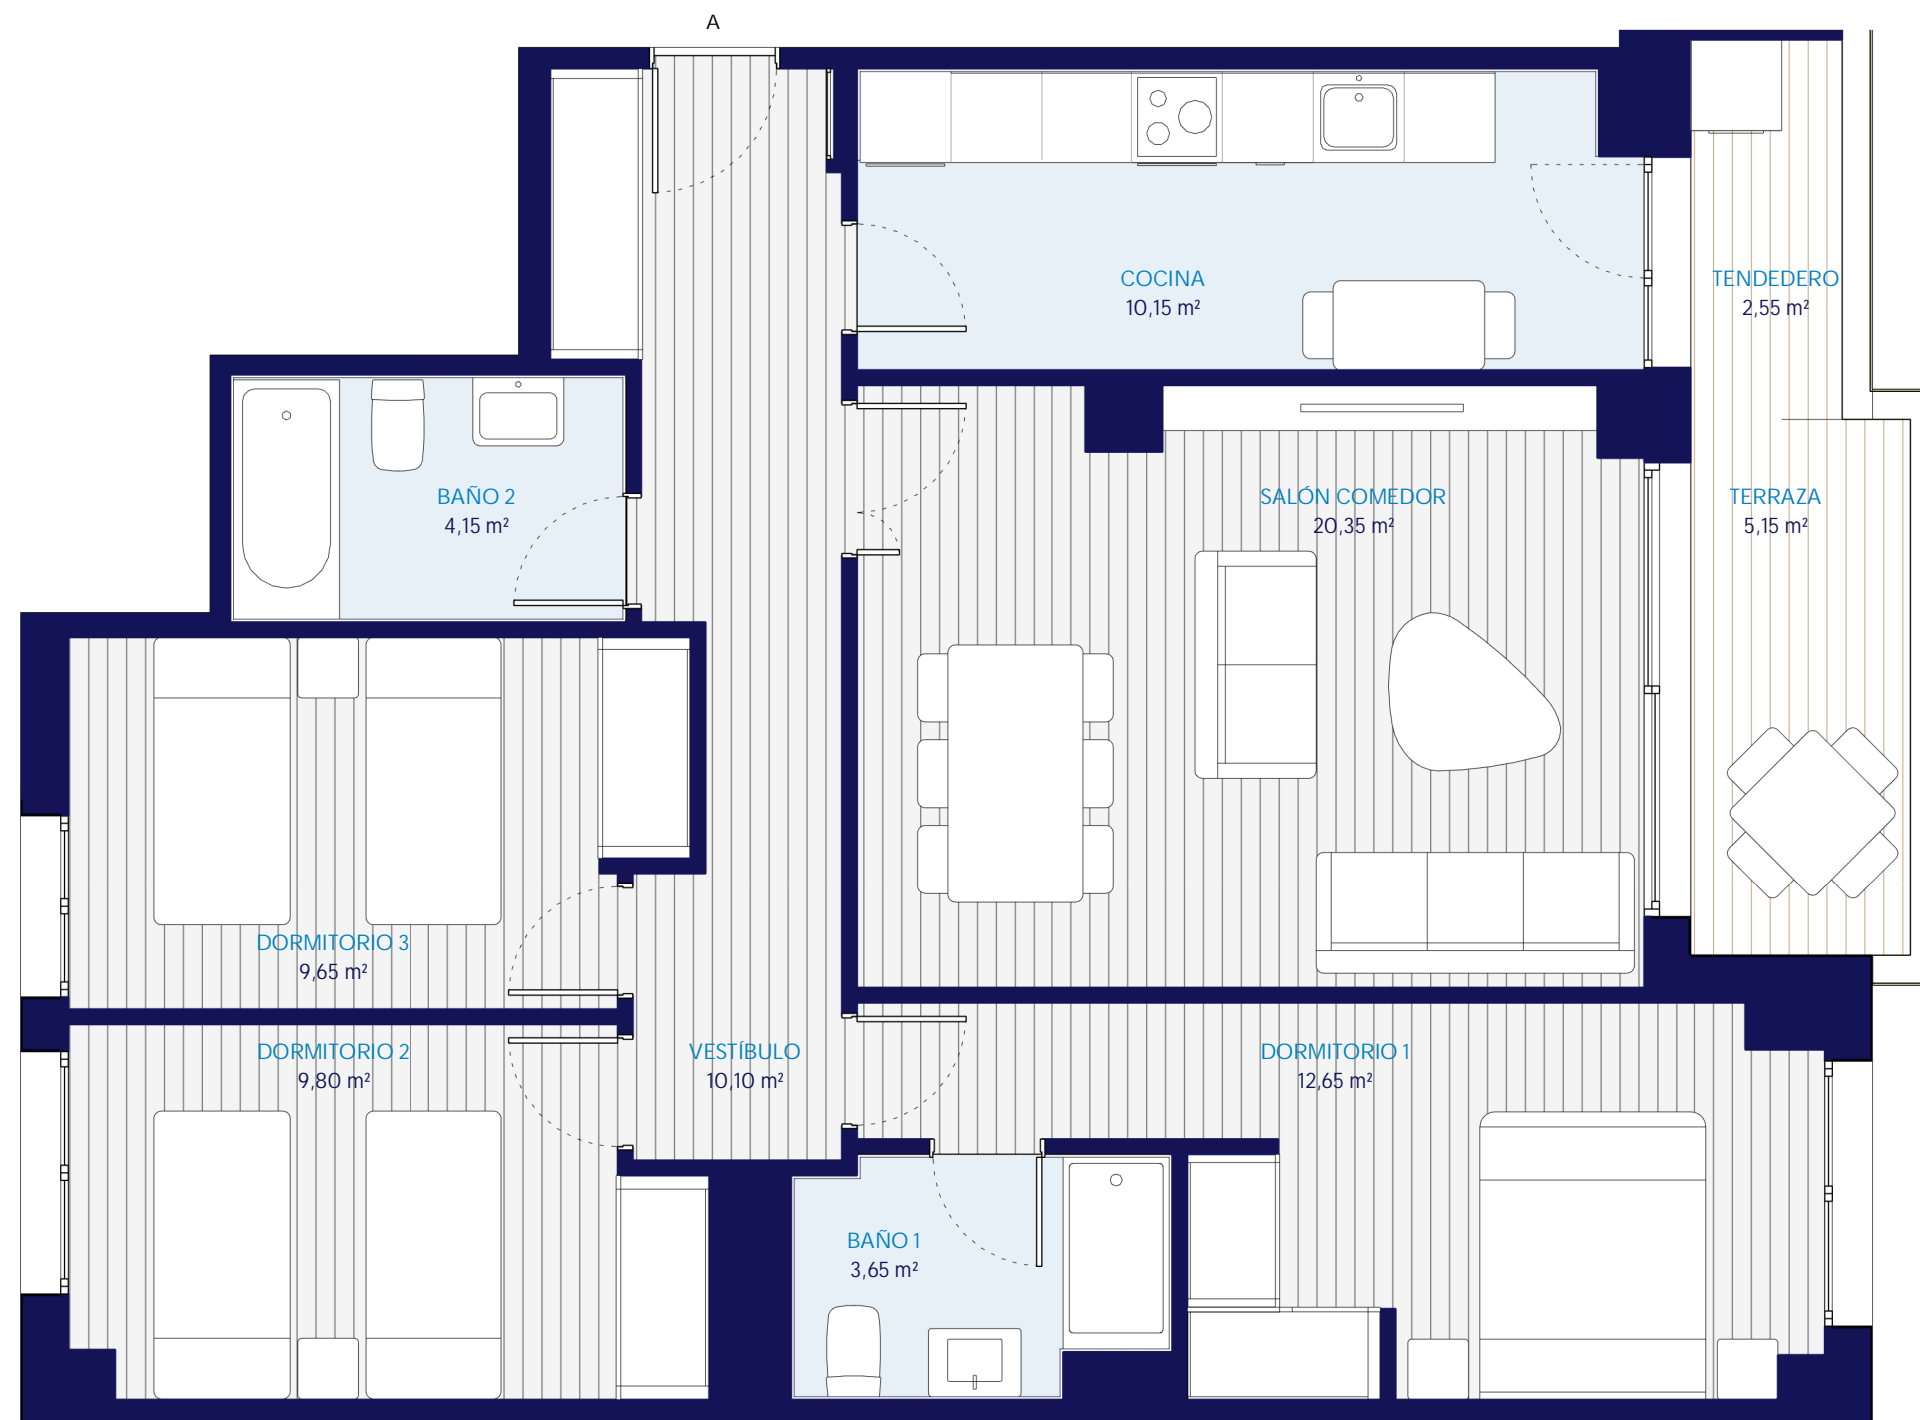 A
COCINA
10,15 m²
TENDEDERO
2,55 m²
BAÑO 2
4,15 m²
SALÓN COMEDOR
20,35 m²
TERRAZA
5,15 m²
DORMITORIO 3
9,65 m²
DORMITORIO 2
9,80 m²
VESTÍBULO
10,10 m²
DORMITORIO 1
12,65 m²
BAÑO 1
3,65 m²